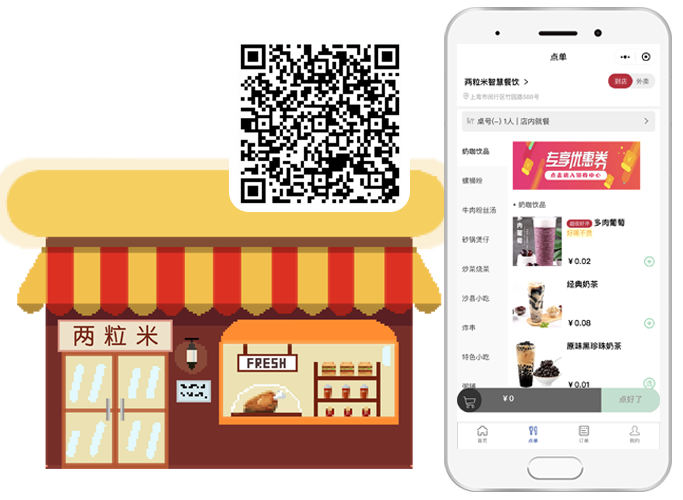 两粒米
FRESH
点单
两粒米智慧餐饮 >
到店 外卖
上海市闵行区竹园路588号
桌号(-) 1人 | 店内就餐
奶咖饮品
螺蛳粉
牛肉粉丝汤
砂锅煲仔
炒菜烧菜
沙县小吃
炸串
特色小吃
粥铺
专享优惠券
点击进入领券中心
• 奶咖饮品
多肉葡萄
¥ 0.02
经典奶茶
¥ 0.08
原味黑珍珠奶茶
¥ 0.01
¥ 0
点好了
首页
点单
订单
我的